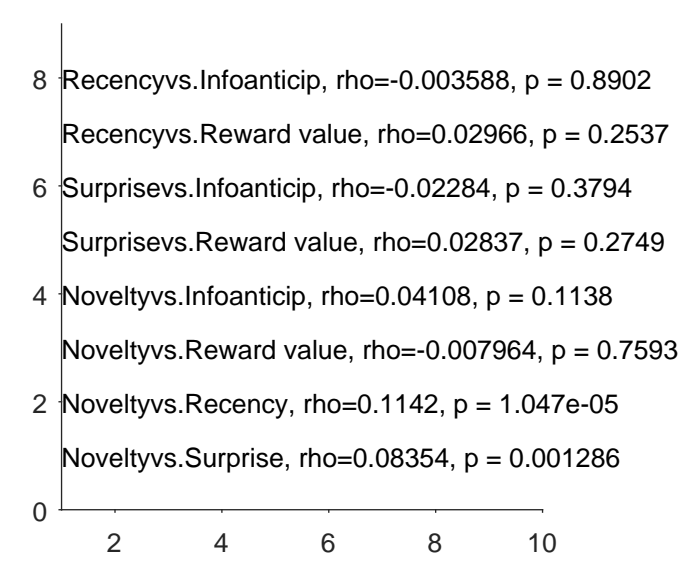 8 Recencyvs.Infoanticip, rho=-0.003588, p = 0.8902
Recencyvs.Reward value, rho=0.02966, p = 0.2537
6 Surprisevs.Infoanticip, rho=-0.02284, p = 0.3794
Surprisevs.Reward value, rho=0.02837, p = 0.2749
4 Noveltyvs.Infoanticip, rho=0.04108, p = 0.1138
Noveltyvs.Reward value, rho=-0.007964, p = 0.7593
2 Noveltyvs.Recency, rho=0.1142, p = 1.047e-05
Noveltyvs.Surprise, rho=0.08354, p = 0.001286
0
2 4 6 8 10